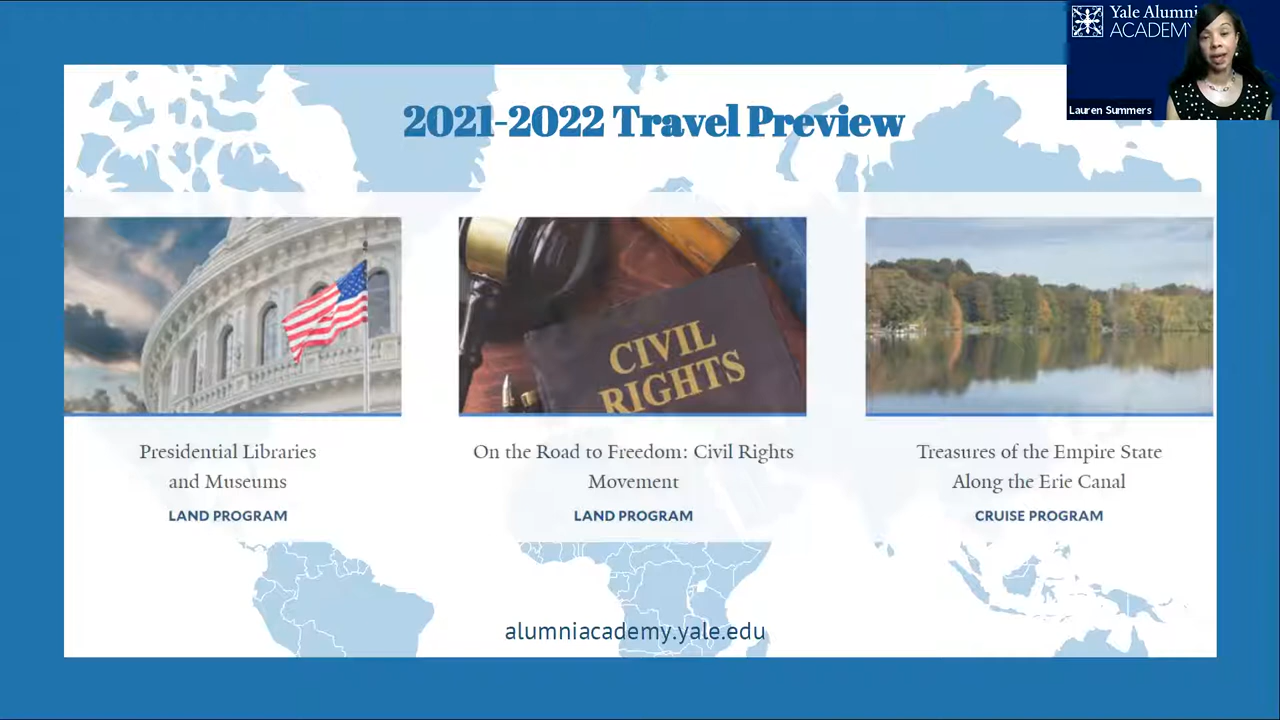 Yale Alumni
ACADEMY
Lauren Summers
2021-2022 Travel Preview
CIVIL
RIGHTS
Presidential Libraries
and Museums
LAND PROGRAM
On the Road to Freedom: Civil Rights
Movement
LAND PROGRAM
Treasures of the Empire State
Along the Erie Canal
CRUISE PROGRAM
alumniacademy.yale.edu